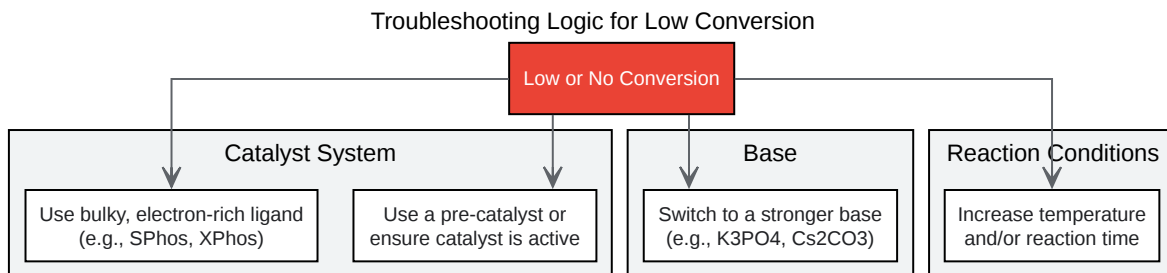 Troubleshooting Logic for Low Conversion
Low or No Conversion
Catalyst System
Use bulky, electron-rich ligand
(e.g., SPhos, XPhos)
Use a pre-catalyst or
ensure catalyst is active
Base
Switch to a stronger base
(e.g., K3PO4, Cs2CO3)
Reaction Conditions
Increase temperature
and/or reaction time